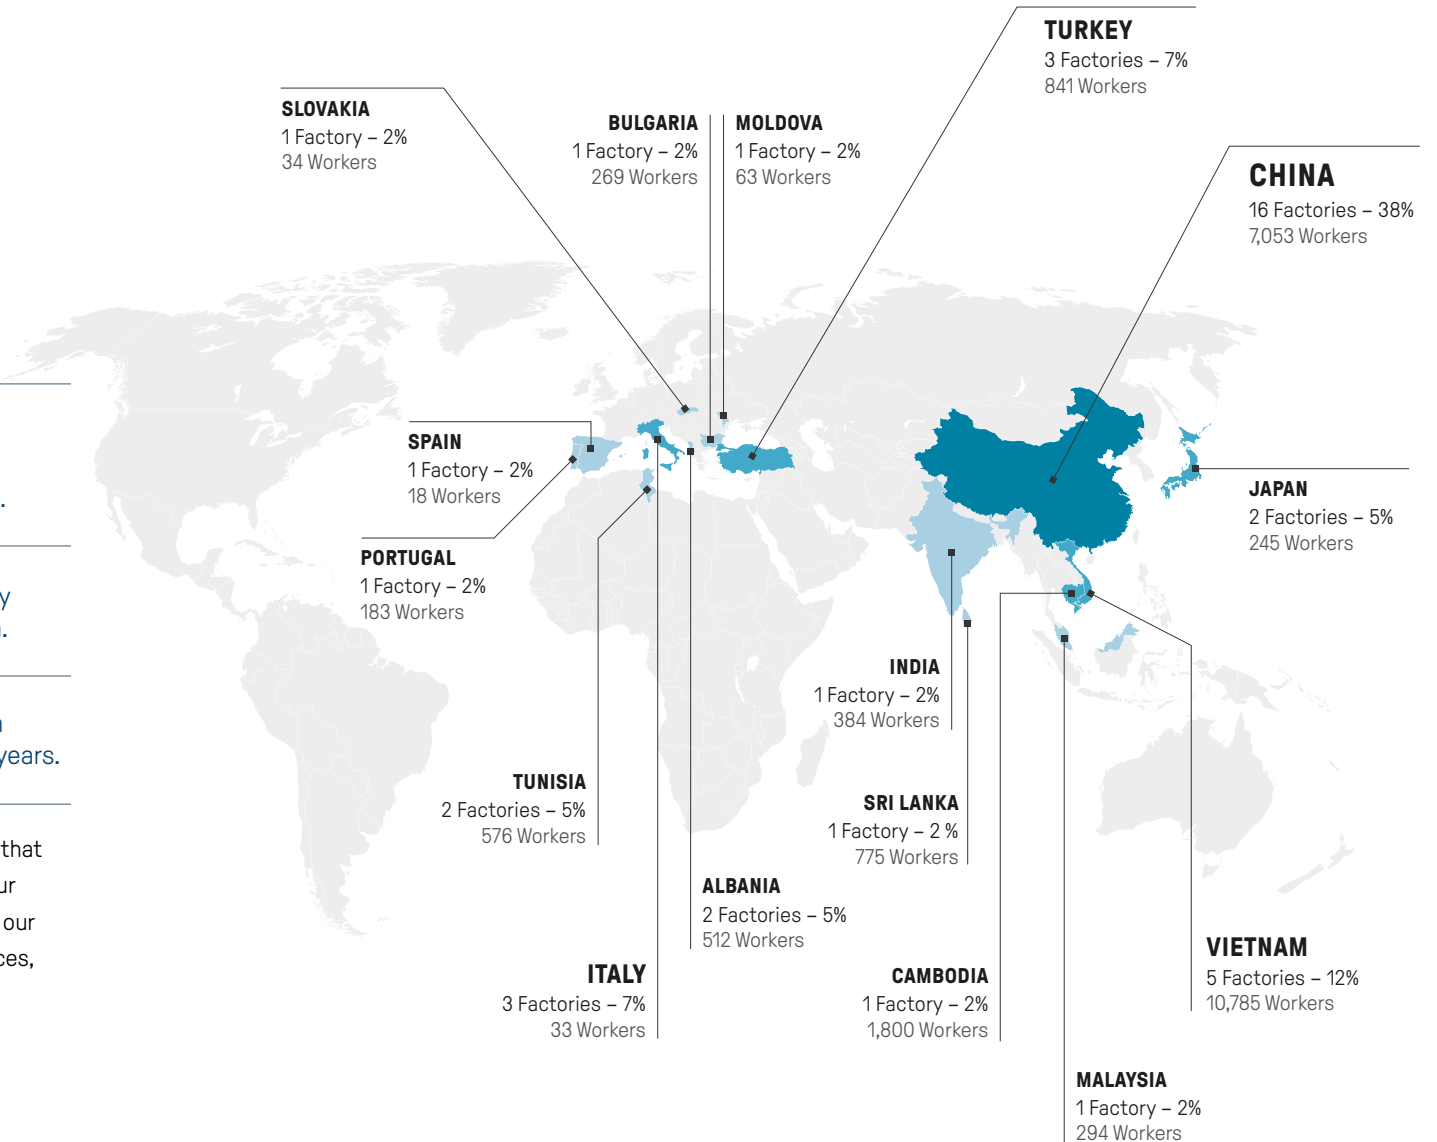 TURKEY
3 Factories – 7%
841 Workers
SLOVAKIA
1 Factory – 2%
34 Workers
BULGARIA
1 Factory – 2%
269 Workers
MOLDOVA
1 Factory – 2%
63 Workers
CHINA
16 Factories – 38%
7,053 Workers
SPAIN
1 Factory – 2%
18 Workers
JAPAN
2 Factories – 5%
245 Workers
PORTUGAL
1 Factory – 2%
183 Workers
INDIA
1 Factory – 2%
384 Workers
years.
TUNISIA
2 Factories – 5%
576 Workers
SRI LANKA
1 Factory – 2 %
775 Workers
that
our
ALBANIA
2 Factories – 5%
512 Workers
VIETNAM
5 Factories – 12%
10,785 Workers
ITALY
3 Factories – 7%
33 Workers
CAMBODIA
1 Factory – 2%
1,800 Workers
MALAYSIA
1 Factory – 2%
294 Workers